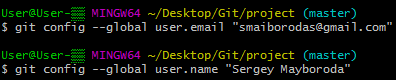 User@User-▒▒ MINGW64 ~/Desktop/Git/project (master)
$ git config --global user.email "smaiborodas@gmail.com"
User@User-▒▒ MINGW64 ~/Desktop/Git/project (master)
$ git config --global user.name "Sergey Mayboroda"